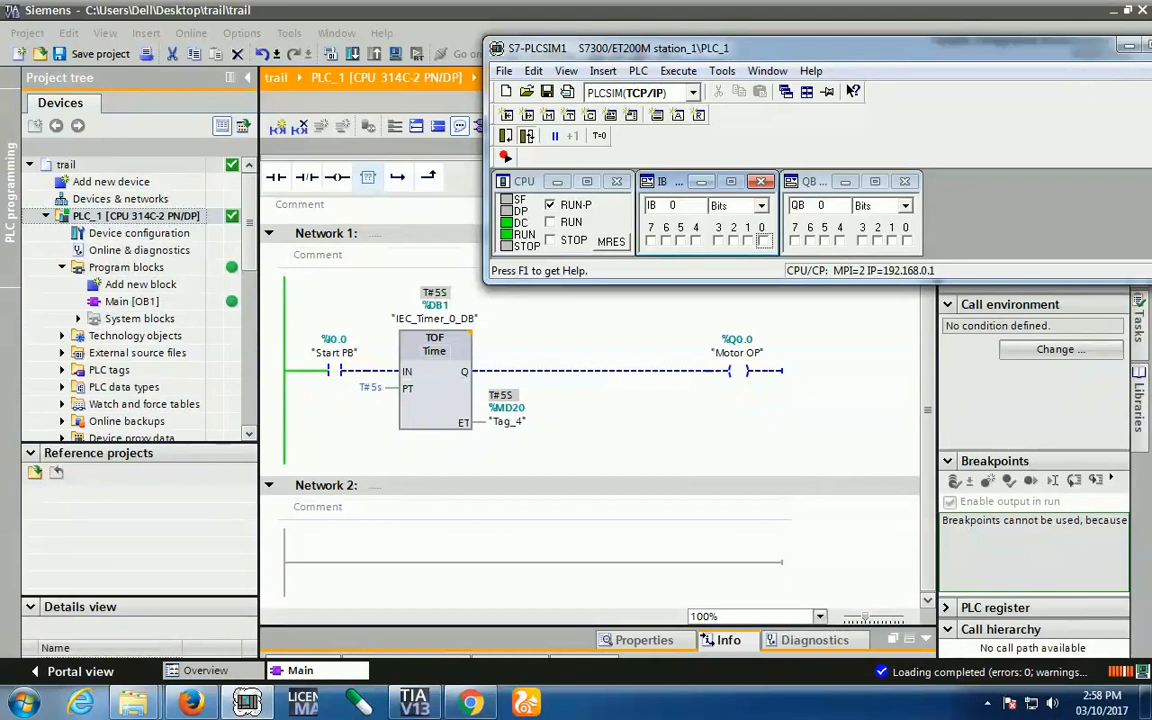 Siemens - C:\Users\Dell\Desktop\trail\trail
Project Edit View Insert Online Options Tools Window Help
Save project
Go on
Project tree
Devices
PLC programming
trail
Add new device
Devices & networks
PLC_1 [CPU 314C-2 PN/DP]
Device configuration
Online & diagnostics
Program blocks
Add new block
Main [OB1]
System blocks
Technology objects
External source files
PLC tags
PLC data types
Watch and force tables
Online backups
Device proxy data
Reference projects
Details view
Name
trail PLC_1 [CPU 314C-2 PN/DP]
Comment
Network 1: .....
Comment
T#5S
%DB1
"IEC_Timer_0_DB"
TOF
Time
%I0.0
"Start PB"
IN Q
T#5s PT
T#5S
%MD20
ET "Tag_4"
%Q0.0
"Motor OP"
Network 2: .....
Comment
100%
Properties Info Diagnostics
S7-PLCSIM1 S7300/ET200M station_1\PLC_1
File Edit View Insert PLC Execute Tools Window Help
PLCSIM(TCP/IP)
+1 T=0
CPU
SF
DP
DC
RUN
STOP
RUN-P
RUN
STOP MRES
IB ...
IB 0 Bits
7 6 5 4 3 2 1 0
QB ...
QB 0 Bits
7 6 5 4 3 2 1 0
Press F1 to get Help.
CPU/CP: MPI=2 IP=192.168.0.1
Call environment
No condition defined.
Change ...
Breakpoints
Enable output in run
Breakpoints cannot be used, because
PLC register
Call hierarchy
No call path available
Tasks
Libraries
Portal view Overview Main
Loading completed (errors: 0; warnings...
TIA
V13
2:58 PM
03/10/2017